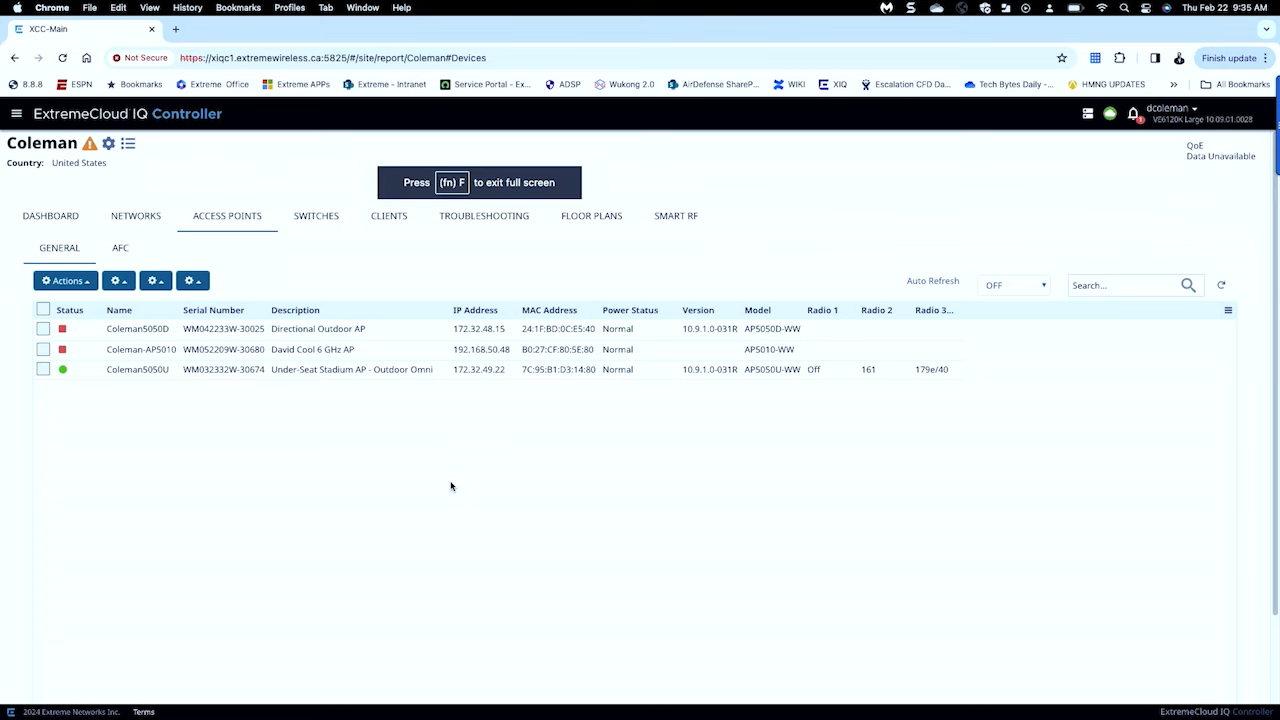 Chrome File Edit View History Bookmarks Profiles Tab Window Help Thu Feb 22 9:35 AM
XCC-Main
Not Secure https://xiqc1.extremewireless.ca:5825/#/site/report/Coleman#Devices Finish update
8.8.8 ESPN Bookmarks Extreme Office Extreme APPs Extreme – Intranet Service Portal - Ex... ADSP Wukong 2.0 AirDefense ShareP... WIKI XIQ Escalation CFD Da... Tech Bytes Daily -... HMNG UPDATES » All Bookmarks
ExtremeCloud IQ Controller dcoleman
VE6120K Large 10.09.01.0028
Coleman
Country: United States
QoE
Data Unavailable
Press (fn) F to exit full screen
DASHBOARD NETWORKS ACCESS POINTS SWITCHES CLIENTS TROUBLESHOOTING FLOOR PLANS SMART RF
GENERAL AFC
Actions Auto Refresh OFF Search...
Status Name Serial Number Description IP Address MAC Address Power Status Version Model Radio 1 Radio 2 Radio 3...
Coleman5050D WM042233W-30025 Directional Outdoor AP 172.32.48.15 24:1F:BD:0C:E5:40 Normal 10.9.1.0-031R AP5050D-WW
Coleman-AP5010 WM052209W-30680 David Cool 6 GHz AP 192.168.50.48 B0:27:CF:80:5E:80 Normal AP5010-WW
Coleman5050U WM032332W-30674 Under-Seat Stadium AP - Outdoor Omni 172.32.49.22 7C:95:B1:D3:14:80 Normal 10.9.1.0-031R AP5050U-WW Off 161 179e/40
2024 Extreme Networks Inc. Terms ExtremeCloud IQ Controller